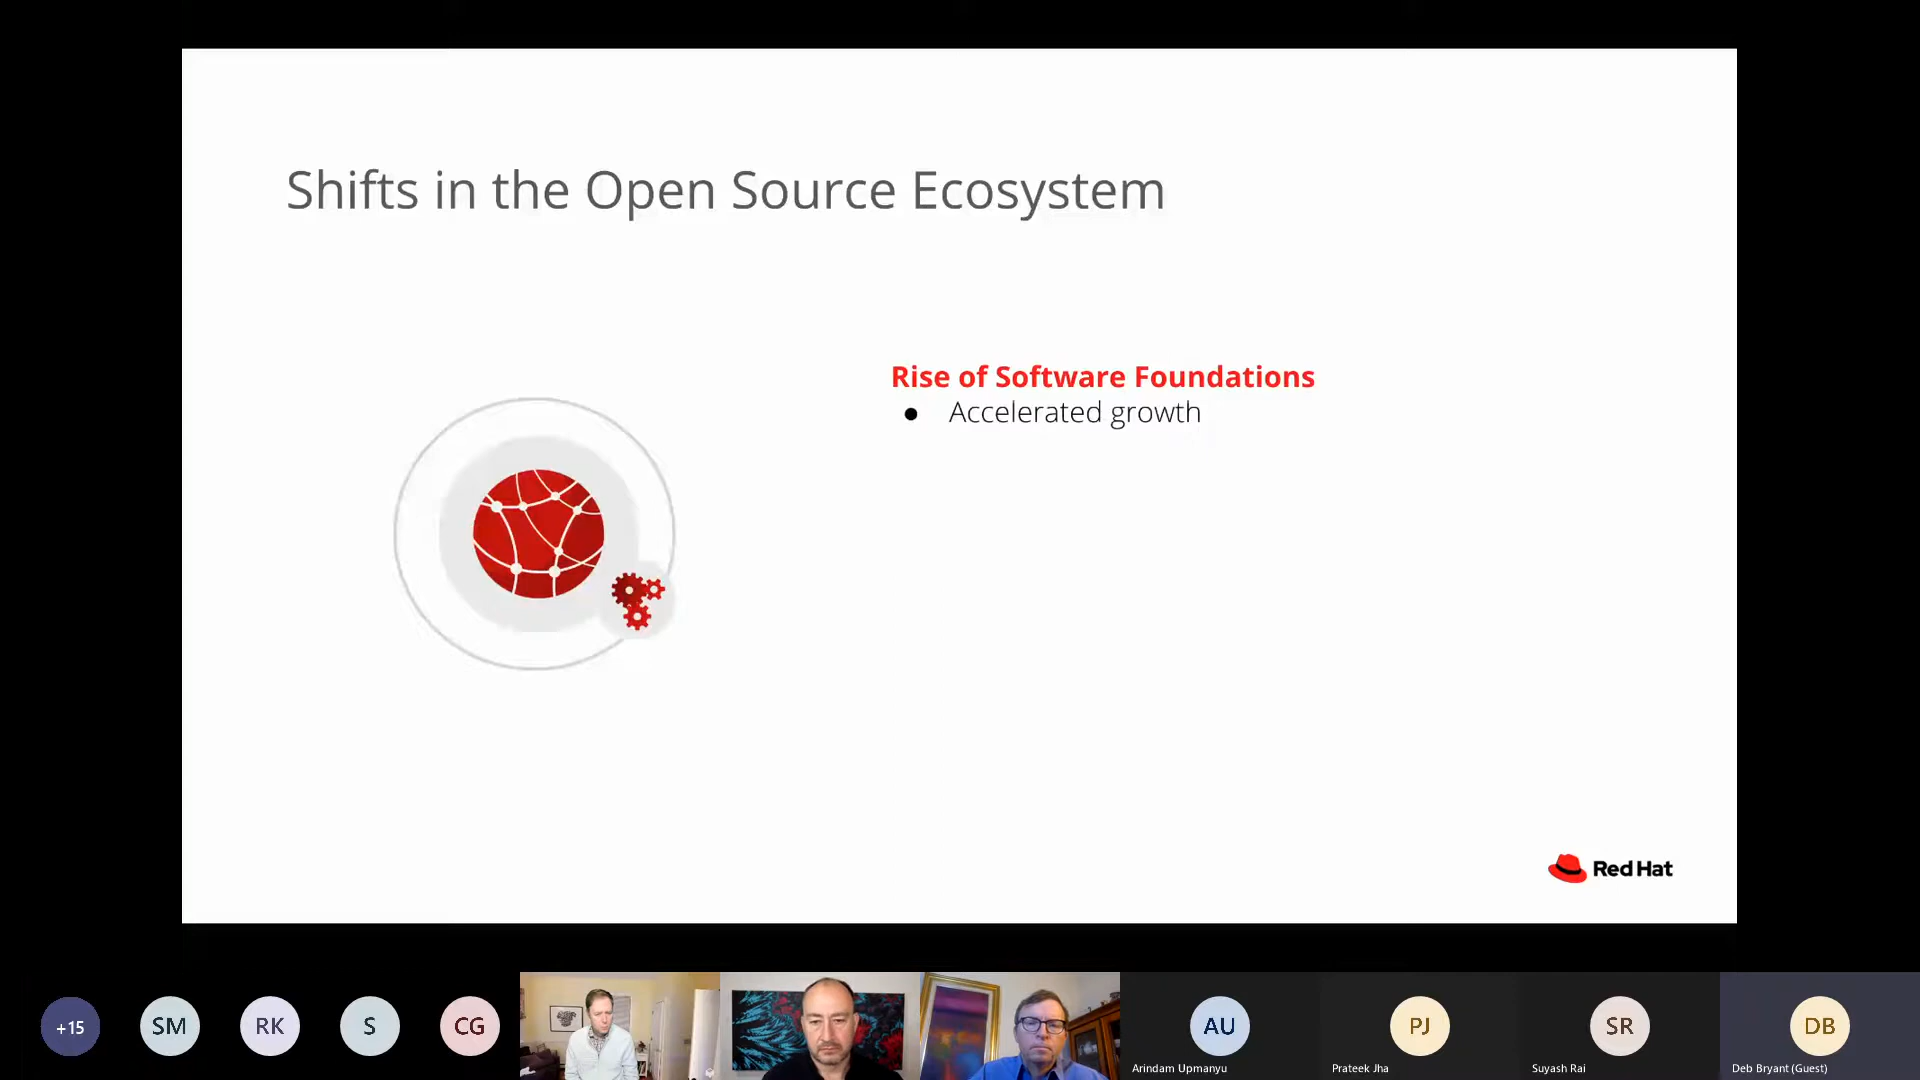 Shifts in the Open Source Ecosystem
Rise of Software Foundations
● Accelerated growth
Red Hat
+15
SM
RK
S
CG
AU
Arindam Upmanyu
PJ
Prateek Jha
SR
Suyash Rai
DB
Deb Bryant (Guest)